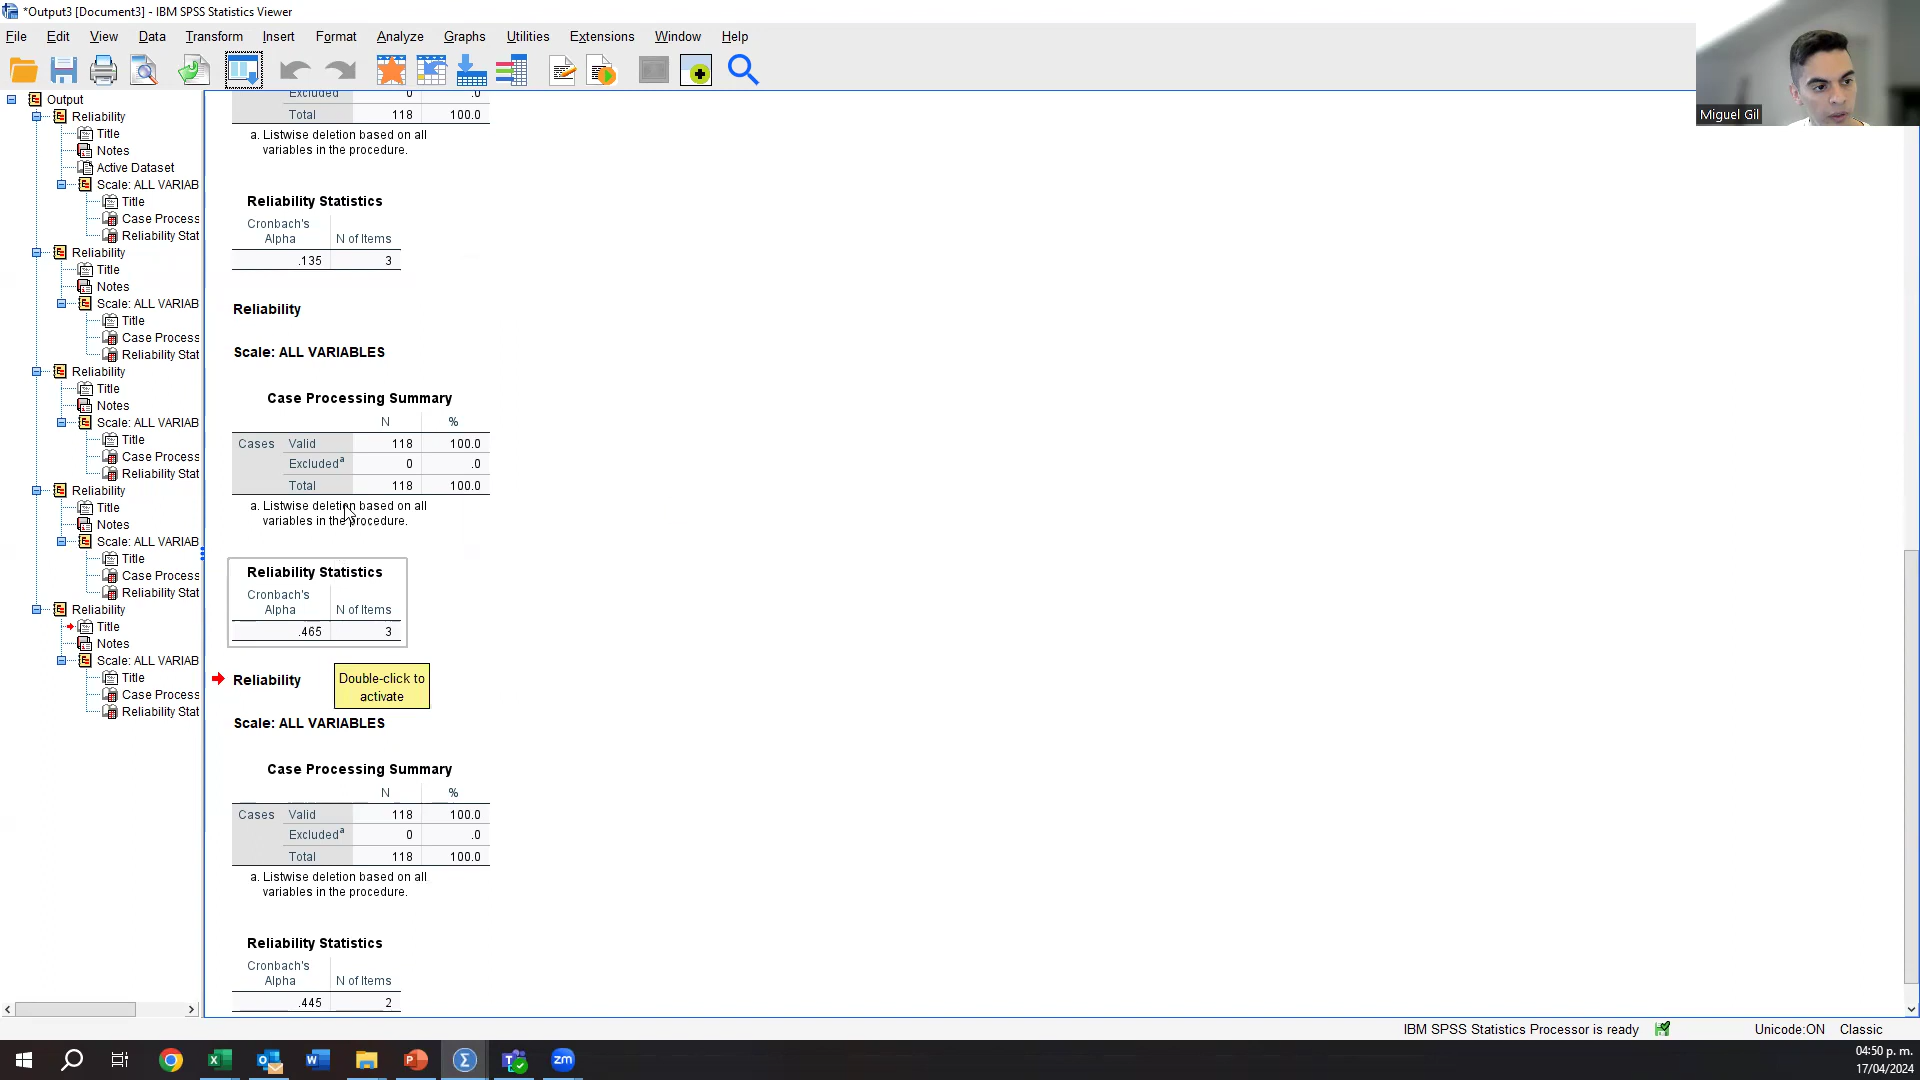 *Output3 [Document3] - IBM SPSS Statistics Viewer
File Edit View Data Transform Insert Format Analyze Graphs Utilities Extensions Window Help
Miguel Gil
Output
Reliability
Title
Notes
Active Dataset
Scale: ALL VARIAB
Title
Case Process
Reliability Stat
Reliability
Title
Notes
Scale: ALL VARIAB
Title
Case Process
Reliability Stat
Reliability
Title
Notes
Scale: ALL VARIAB
Title
Case Process
Reliability Stat
Reliability
Title
Notes
Scale: ALL VARIAB
Title
Case Process
Reliability Stat
Reliability
Title
Notes
Scale: ALL VARIAB
Title
Case Process
Reliability Stat
Excluded 0 .0
Total 118 100.0
a. Listwise deletion based on all
variables in the procedure.
Reliability Statistics
Cronbach's
Alpha N of Items
.135 3
Reliability
Scale: ALL VARIABLES
Case Processing Summary
N %
Cases Valid 118 100.0
Excludedᵃ 0 .0
Total 118 100.0
a. Listwise deletion based on all
variables in the procedure.
Reliability Statistics
Cronbach's
Alpha N of Items
.465 3
Reliability
Double-click to
activate
Scale: ALL VARIABLES
Case Processing Summary
N %
Cases Valid 118 100.0
Excludedᵃ 0 .0
Total 118 100.0
a. Listwise deletion based on all
variables in the procedure.
Reliability Statistics
Cronbach's
Alpha N of Items
.445 2
IBM SPSS Statistics Processor is ready Unicode:ON Classic
zm
04:50 p. m.
17/04/2024